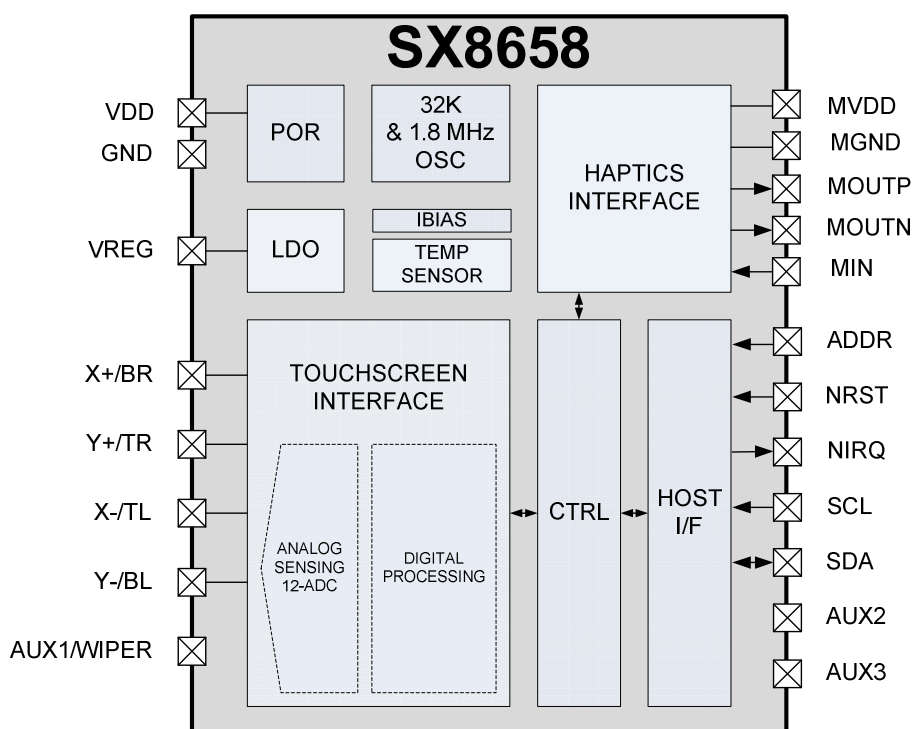 SX8658
VDD
GND
VREG
X+/BR
Y+/TR
X-/TL
Y-/BL
AUX1/WIPER
POR
32K
& 1.8 MHz
OSC
LDO
IBIAS
TEMP
SENSOR
HAPTICS
INTERFACE
TOUCHSCREEN
INTERFACE
ANALOG
SENSING
12-ADC
DIGITAL
PROCESSING
CTRL
HOST
I/F
MVDD
MGND
MOUTP
MOUTN
MIN
ADDR
NRST
NIRQ
SCL
SDA
AUX2
AUX3